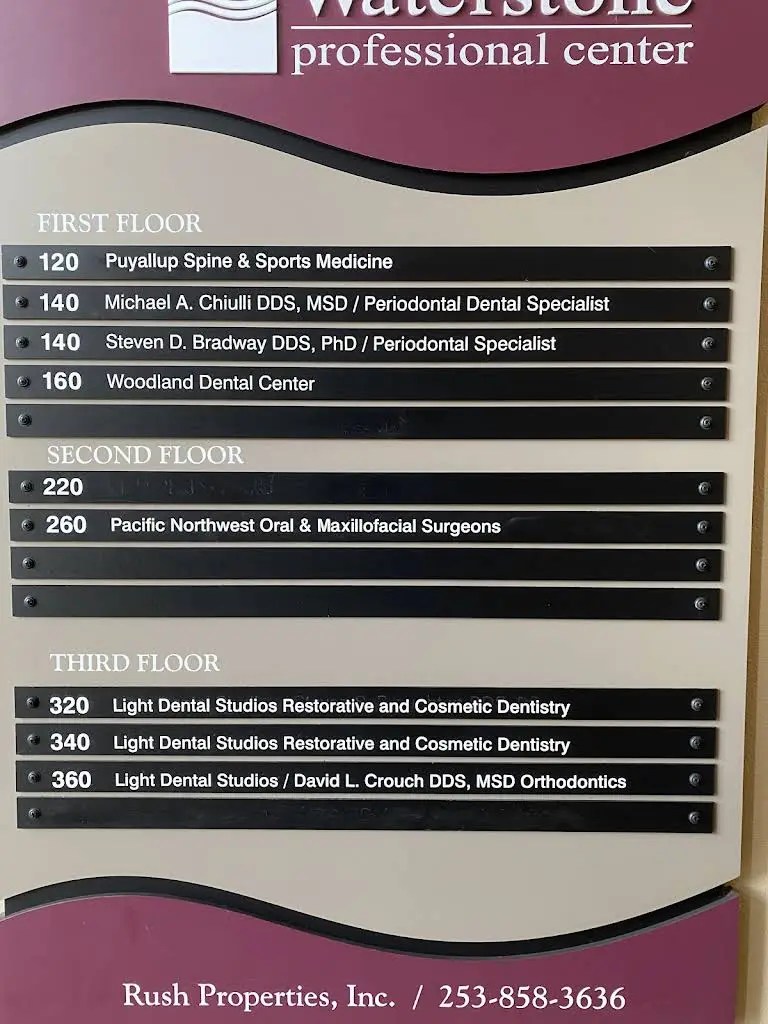 Waterstone
professional center
FIRST FLOOR
120 Puyallup Spine & Sports Medicine
140 Michael A. Chiulli DDS, MSD / Periodontal Dental Specialist
140 Steven D. Bradway DDS, PhD / Periodontal Specialist
160 Woodland Dental Center
SECOND FLOOR
220
260 Pacific Northwest Oral & Maxillofacial Surgeons
THIRD FLOOR
320 Light Dental Studios Restorative and Cosmetic Dentistry
340 Light Dental Studios Restorative and Cosmetic Dentistry
360 Light Dental Studios / David L. Crouch DDS, MSD Orthodontics
Rush Properties, Inc. / 253-858-3636